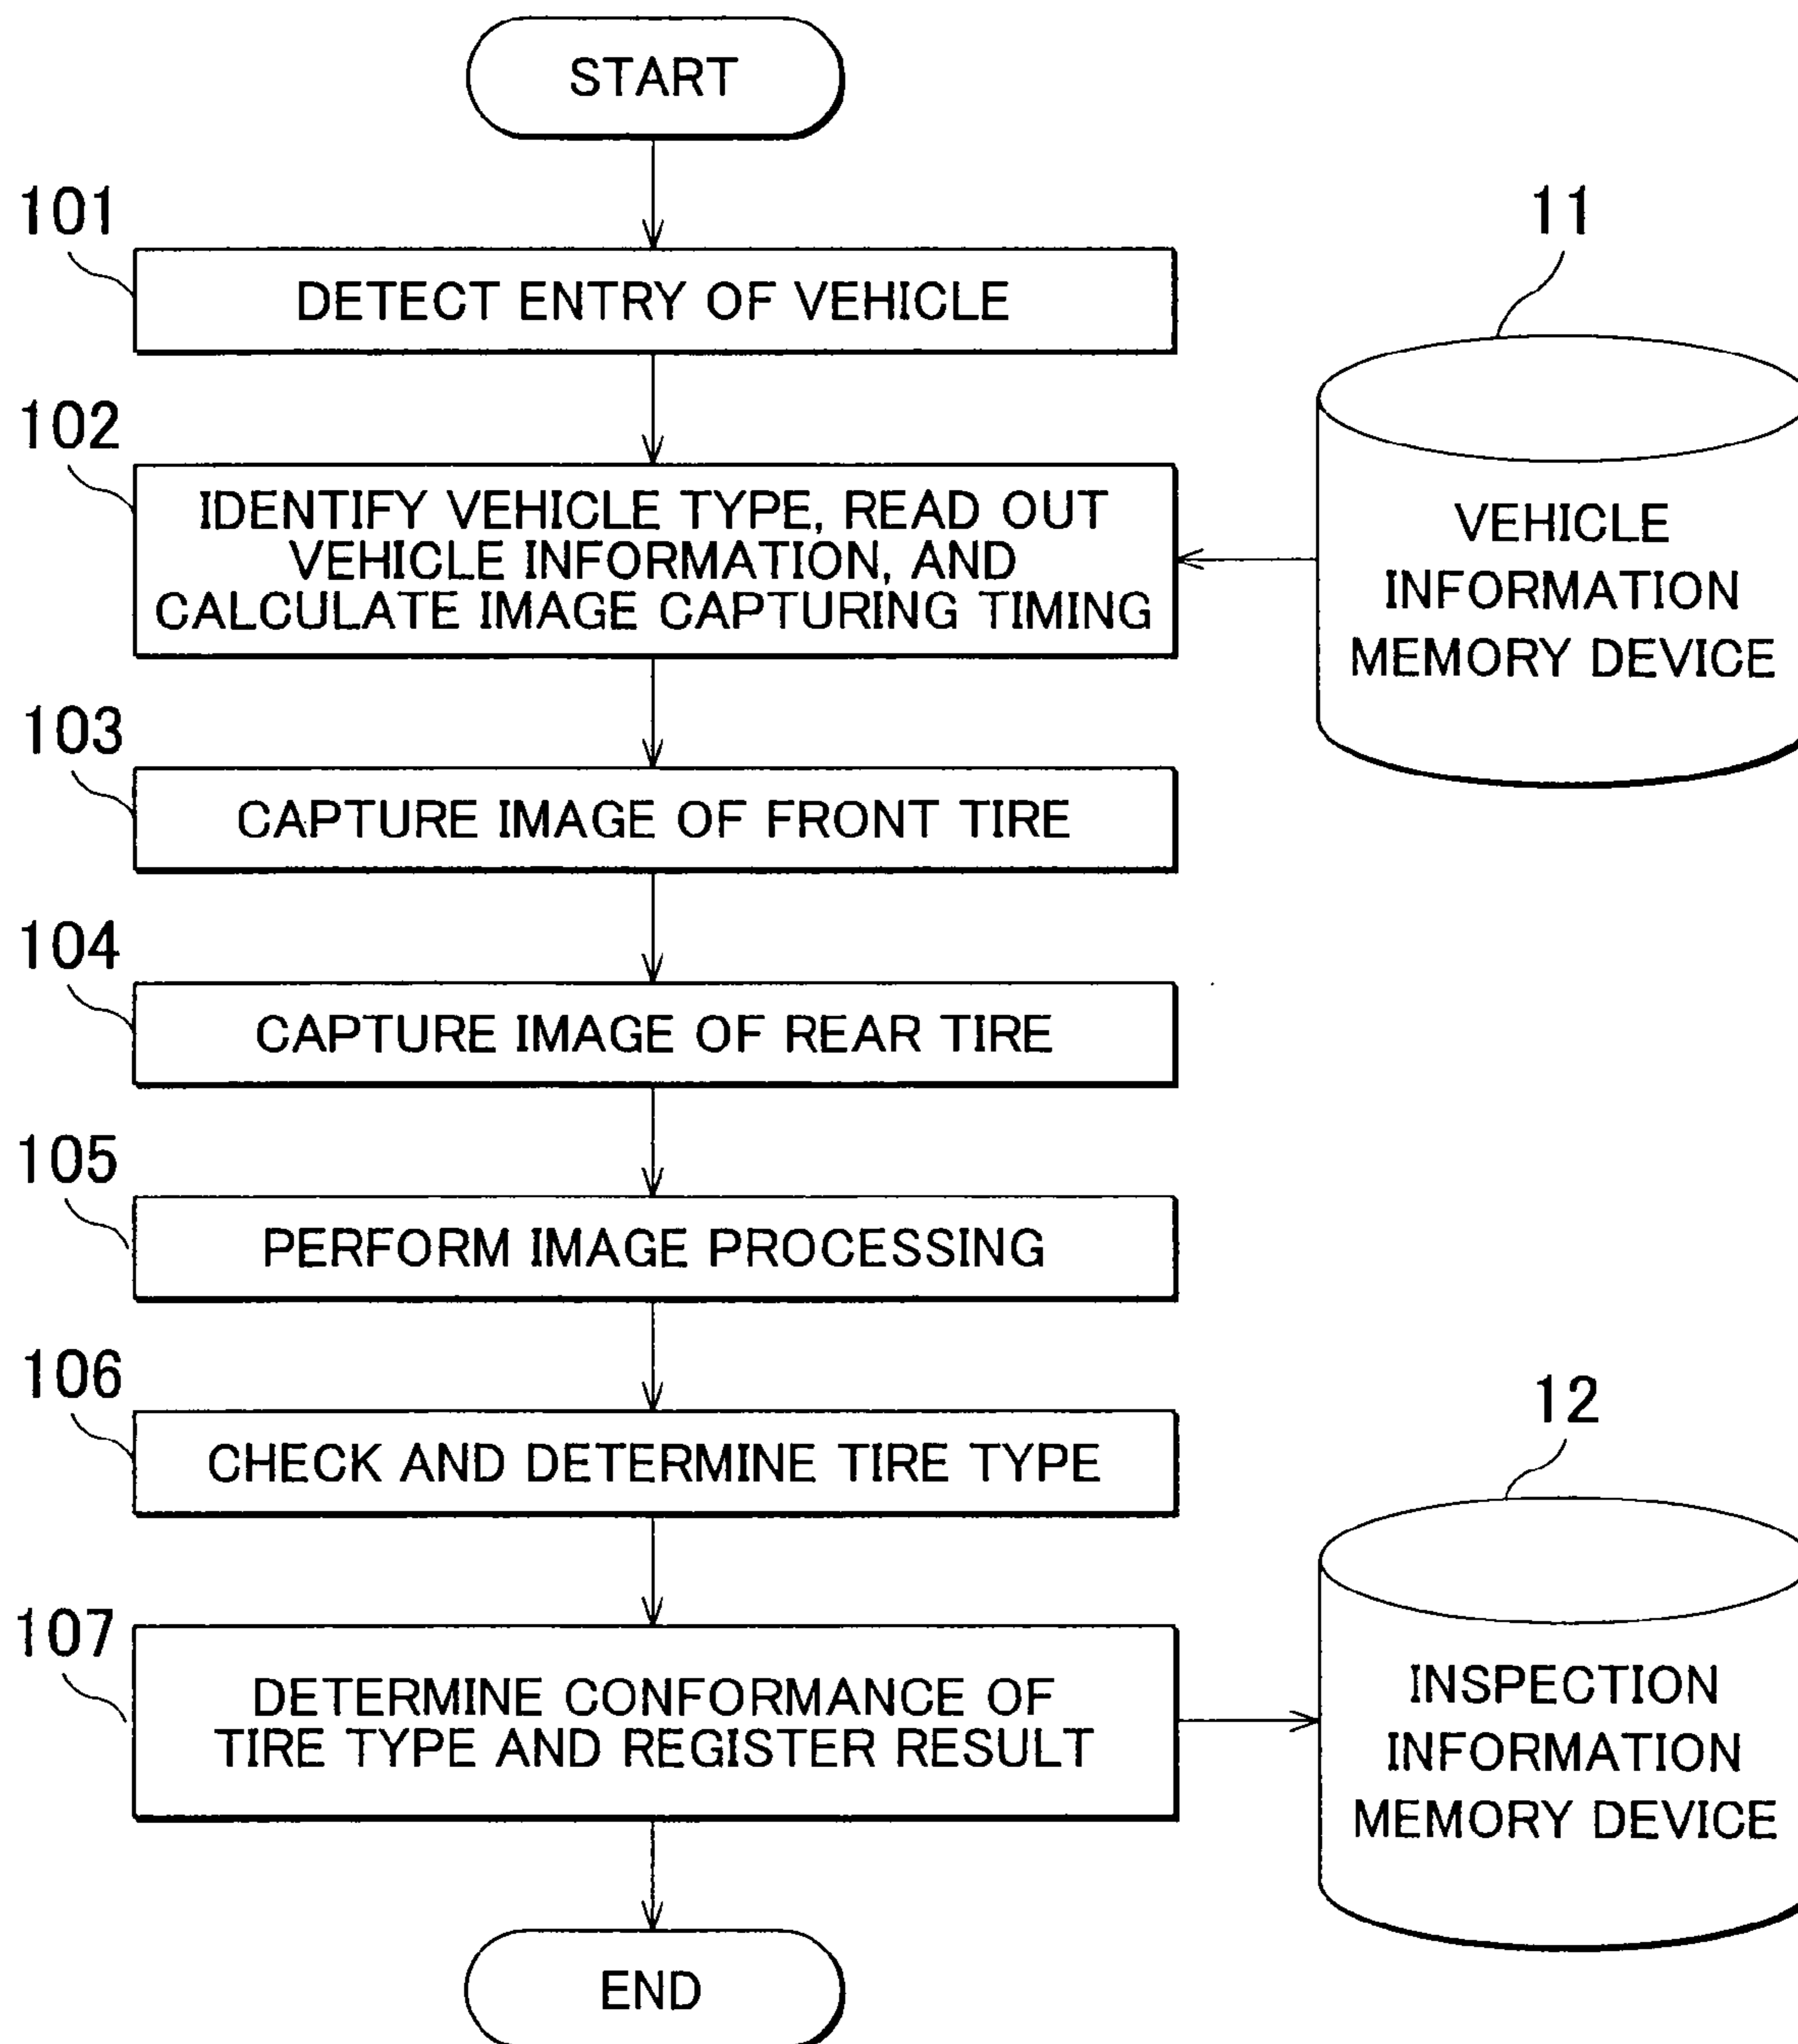 START
101
DETECT ENTRY OF VEHICLE
11
102
IDENTIFY VEHICLE TYPE, READ OUT
VEHICLE INFORMATION, AND
CALCULATE IMAGE CAPTURING TIMING
VEHICLE
INFORMATION
MEMORY DEVICE
103
CAPTURE IMAGE OF FRONT TIRE
104
CAPTURE IMAGE OF REAR TIRE
105
PERFORM IMAGE PROCESSING
106
CHECK AND DETERMINE TIRE TYPE
12
107
DETERMINE CONFORMANCE OF
TIRE TYPE AND REGISTER RESULT
INSPECTION
INFORMATION
MEMORY DEVICE
END